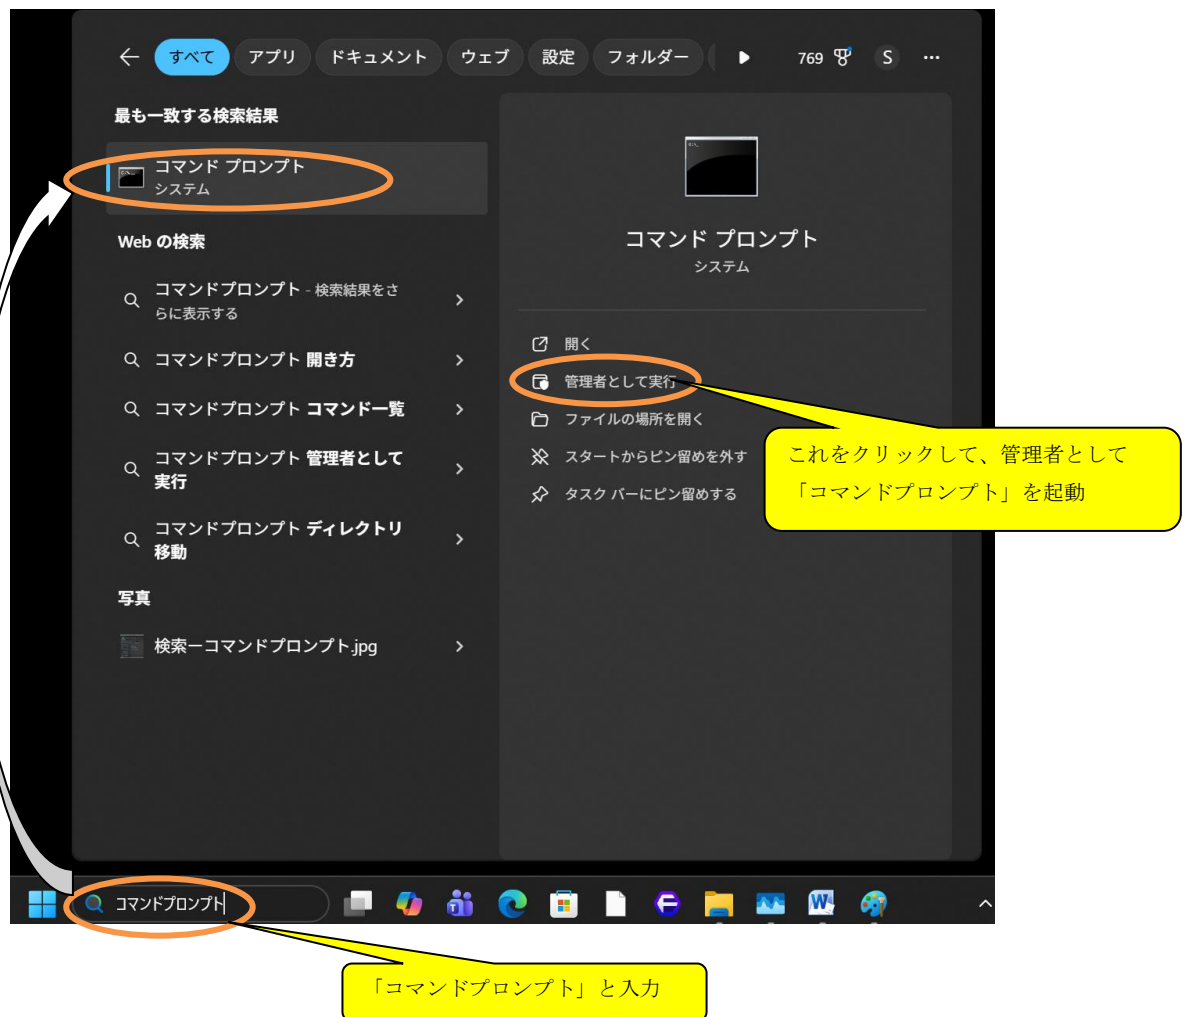 すべて アプリ ドキュメント ウェブ 設定 フォルダー 769 S
最も一致する検索結果
コマンド プロンプト
システム
Web の検索
コマンドプロンプト - 検索結果をさ
らに表示する
コマンドプロンプト 開き方
コマンドプロンプト コマンド一覧
コマンドプロンプト 管理者として
実行
コマンドプロンプト ディレクトリ
移動
写真
検索ーコマンドプロンプト.jpg
コマンド プロンプト
システム
開く
管理者として実行
ファイルの場所を開く
スタートからピン留めを外す
タスク バーにピン留めする
これをクリックして、管理者として
「コマンドプロンプト」を起動
コマンドプロンプト
「コマンドプロンプト」と入力